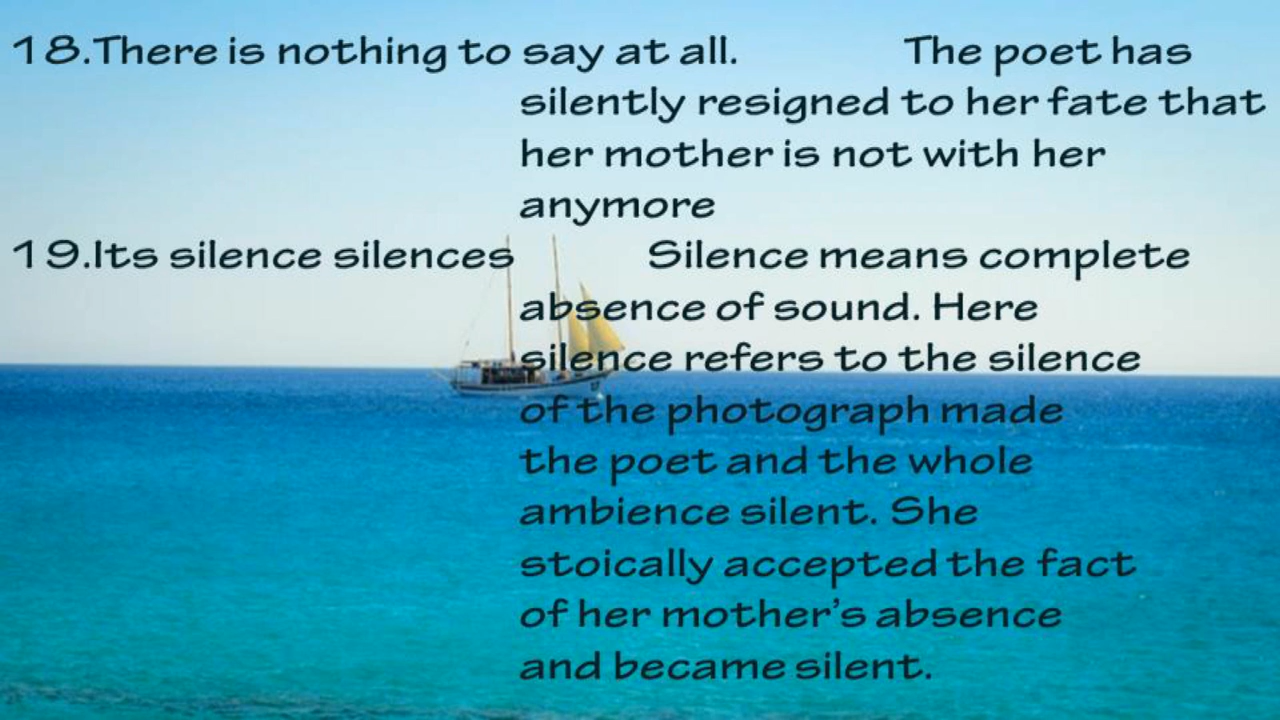 18.There is nothing to say at all. The poet has
silently resigned to her fate that
her mother is not with her
anymore
19.Its silence silences Silence means complete
absence of sound. Here
silence refers to the silence
of the photograph made
the poet and the whole
ambience silent. She
stoically accepted the fact
of her mother's absence
and became silent.